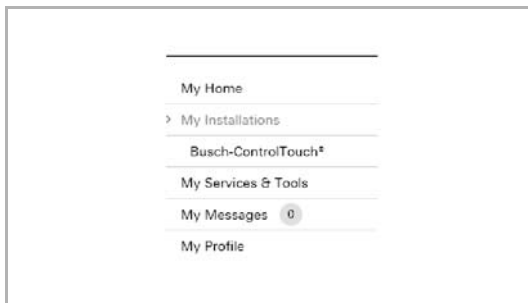 My Home
> My Installations
Busch-ControlTouch®
My Services & Tools
My Messages 0
My Profile